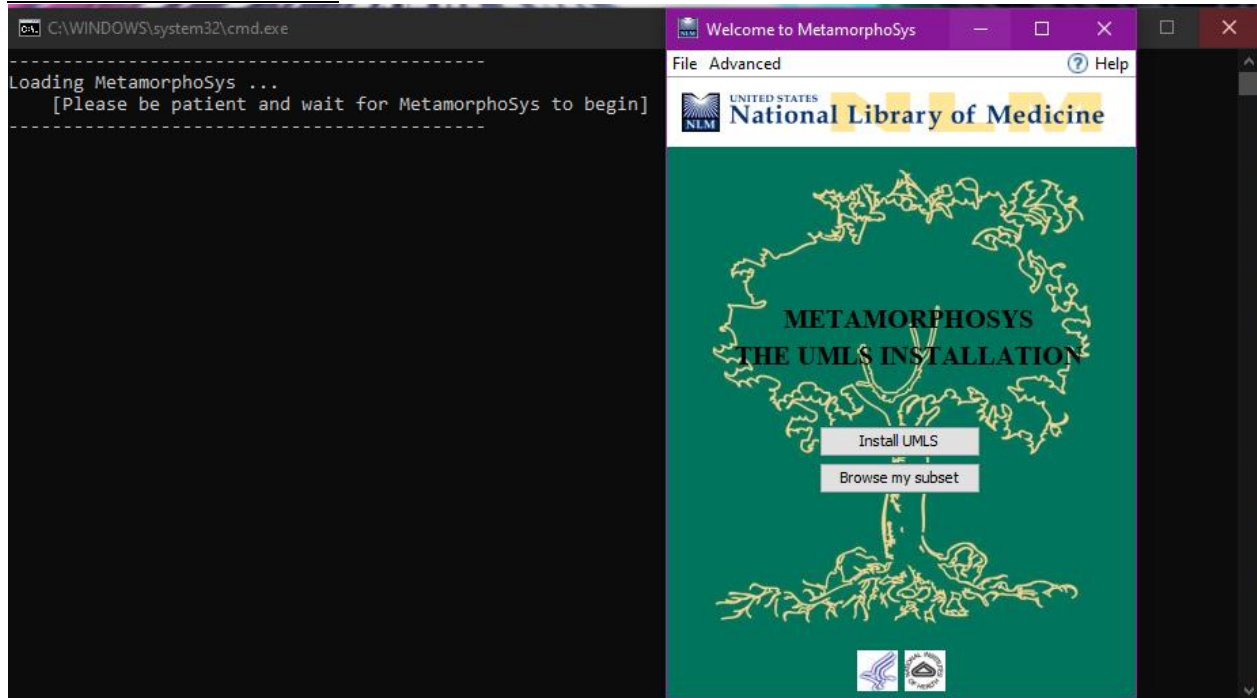 C:\WINDOWS\system32\cmd.exe
Loading MetamorphoSys ...
[Please be patient and wait for MetamorphoSys to begin]
Welcome to MetamorphoSys
File Advanced Help
NLM
UNITED STATES
National Library of Medicine
METAMORPHOSYS
THE UMLS INSTALLATION
Install UMLS
Browse my subset